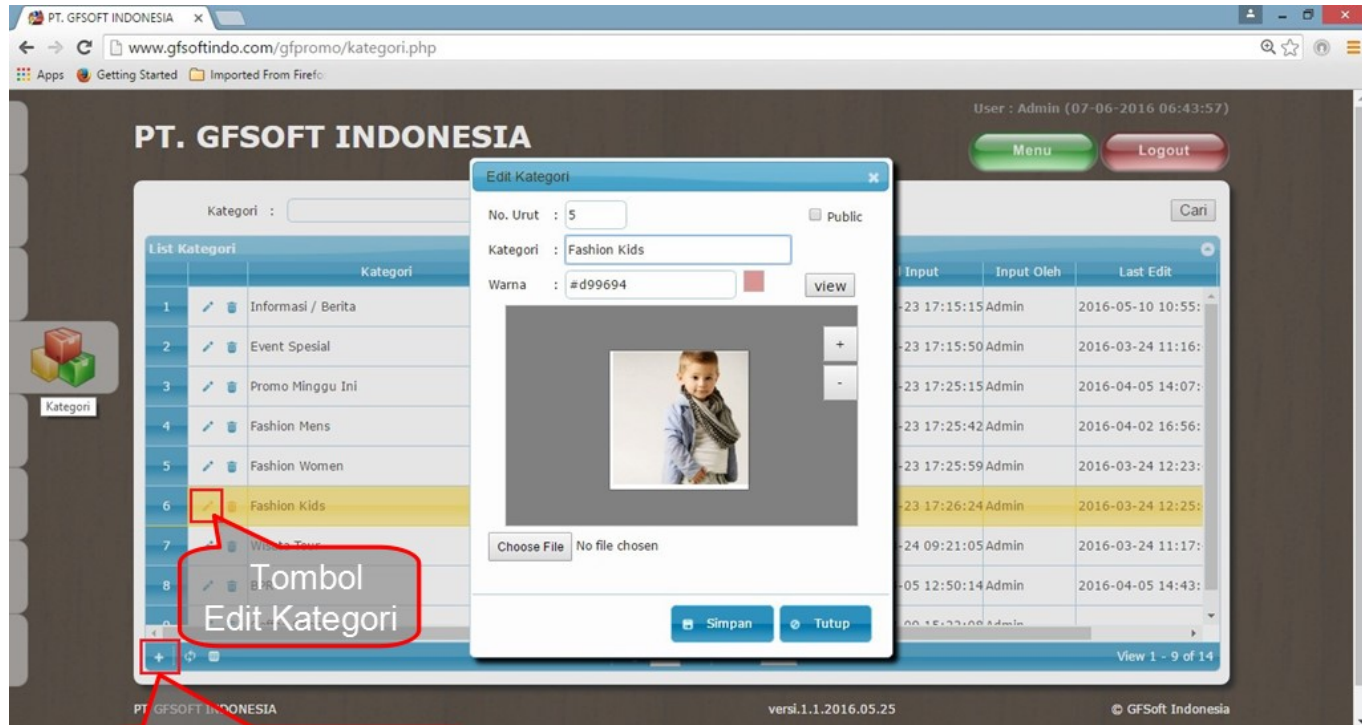 PT. GFSOFT INDONESIA
www.gfsoftindo.com/gfpromo/kategori.php
Apps Getting Started Imported From Firefo
User : Admin (07-06-2016 06:43:57)
PT. GFSOFT INDONESIA
Menu Logout
Kategori : Cari
List Kategori
Kategori Input Input Oleh Last Edit
1 Informasi / Berita -23 17:15:15 Admin 2016-05-10 10:55:
2 Event Spesial -23 17:15:50 Admin 2016-03-24 11:16:
3 Promo Minggu Ini -23 17:25:15 Admin 2016-04-05 14:07:
4 Fashion Mens -23 17:25:42 Admin 2016-04-02 16:56:
5 Fashion Women -23 17:25:59 Admin 2016-03-24 12:23:
6 Fashion Kids -23 17:26:24 Admin 2016-03-24 12:25:
7 Wisata Tour -24 09:21:05 Admin 2016-03-24 11:17:
8 BPR -05 12:50:14 Admin 2016-04-05 14:43:
Kategori
Edit Kategori
No. Urut : 5 Public
Kategori : Fashion Kids
Warna : #d99694 view
+
-
Choose File No file chosen
Simpan Tutup
Tombol
Edit Kategori
View 1 - 9 of 14
PT GFSOFT INDONESIA versi.1.1.2016.05.25 © GFSoft Indonesia